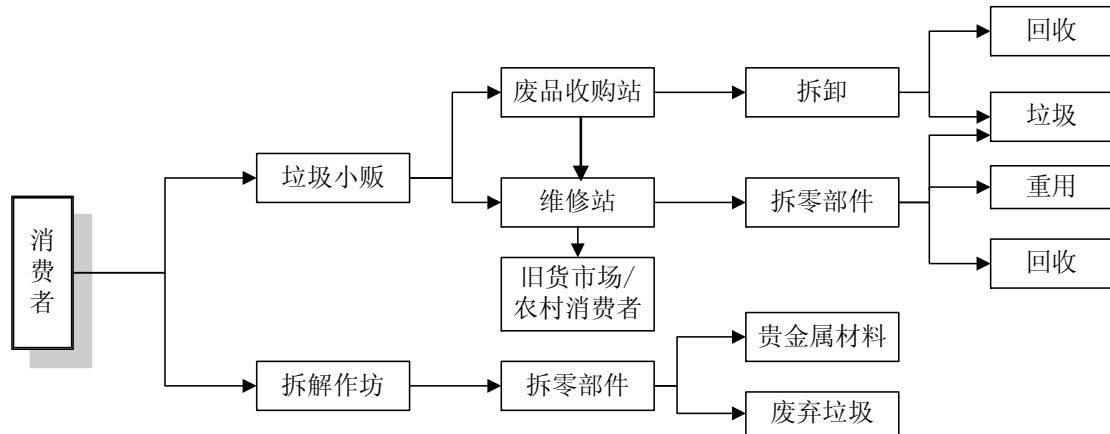 回收
废品收购站
拆卸
垃圾
垃圾小贩
维修站
拆零部件
重用
消费者
回收
旧货市场/
农村消费者
贵金属材料
拆解作坊
拆零部件
废弃垃圾